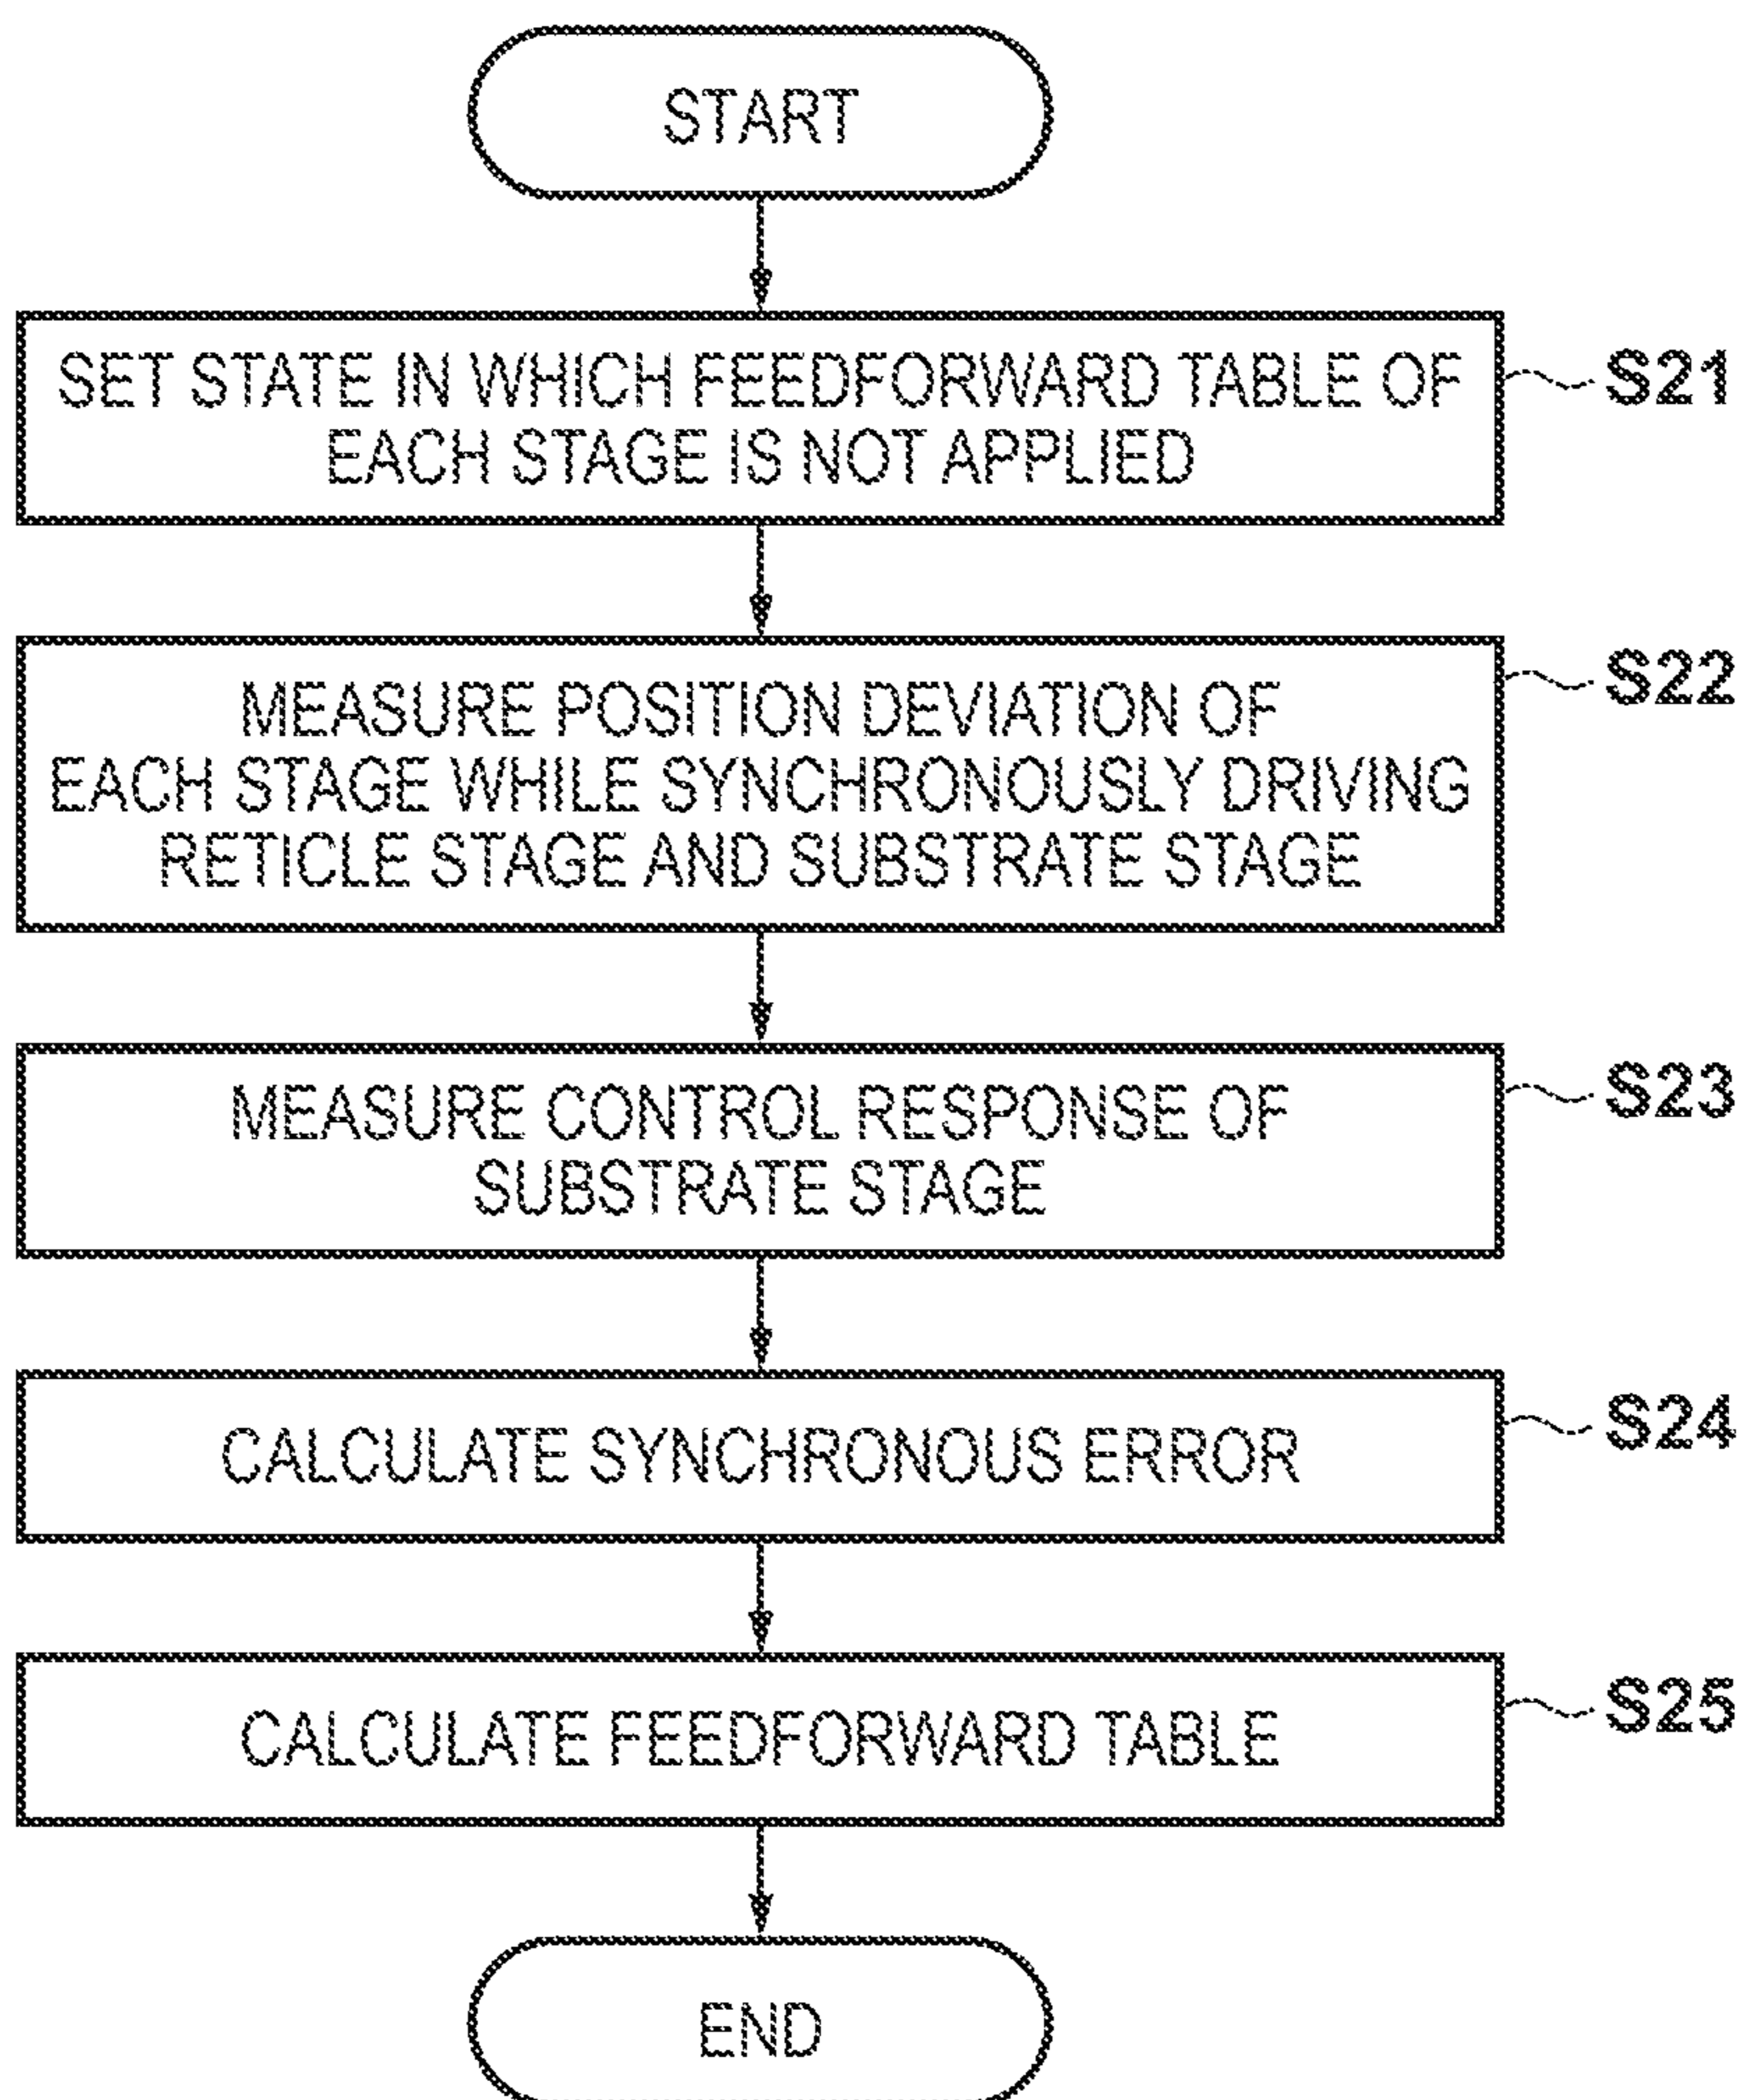 START
SET STATE IN WHICH FEEDFORWARD TABLE OF
EACH STAGE IS NOT APPLIED
S21
MEASURE POSITION DEVIATION OF
EACH STAGE WHILE SYNCHRONOUSLY DRIVING
RETICLE STAGE AND SUBSTRATE STAGE
S22
MEASURE CONTROL RESPONSE OF
SUBSTRATE STAGE
S23
CALCULATE SYNCHRONOUS ERROR
S24
CALCULATE FEEDFORWARD TABLE
S25
END